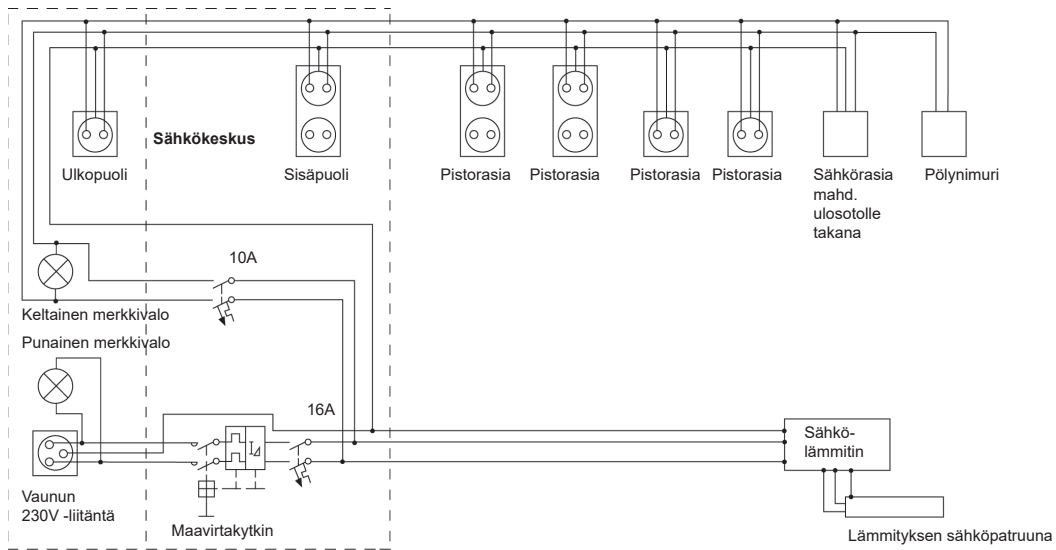 Sähkökeskus
Ulkopuoli
Sisäpuoli
Pistorasia
Pistorasia
Pistorasia
Pistorasia
Sähkörasia
mahd.
ulosotolle
takana
Pölynimuri
10A
Keltainen merkkivalo
Punainen merkkivalo
16A
I⊿
Sähkö-
lämmitin
Vaunun
230V -liitäntä
Maavirtakytkin
Lämmityksen sähköpatruuna